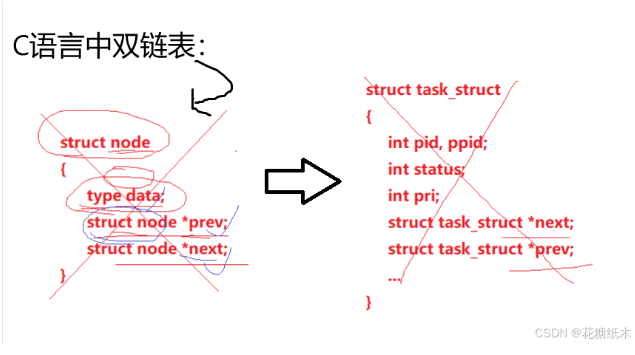 C语言中双链表：
struct node
{
type data;
struct node *prev;
struct node *next;
}
struct task_struct
{
int pid, ppid;
int status;
int pri;
struct task_struct *next;
struct task_struct *prev;
...
}
CSDN @花糖纸木